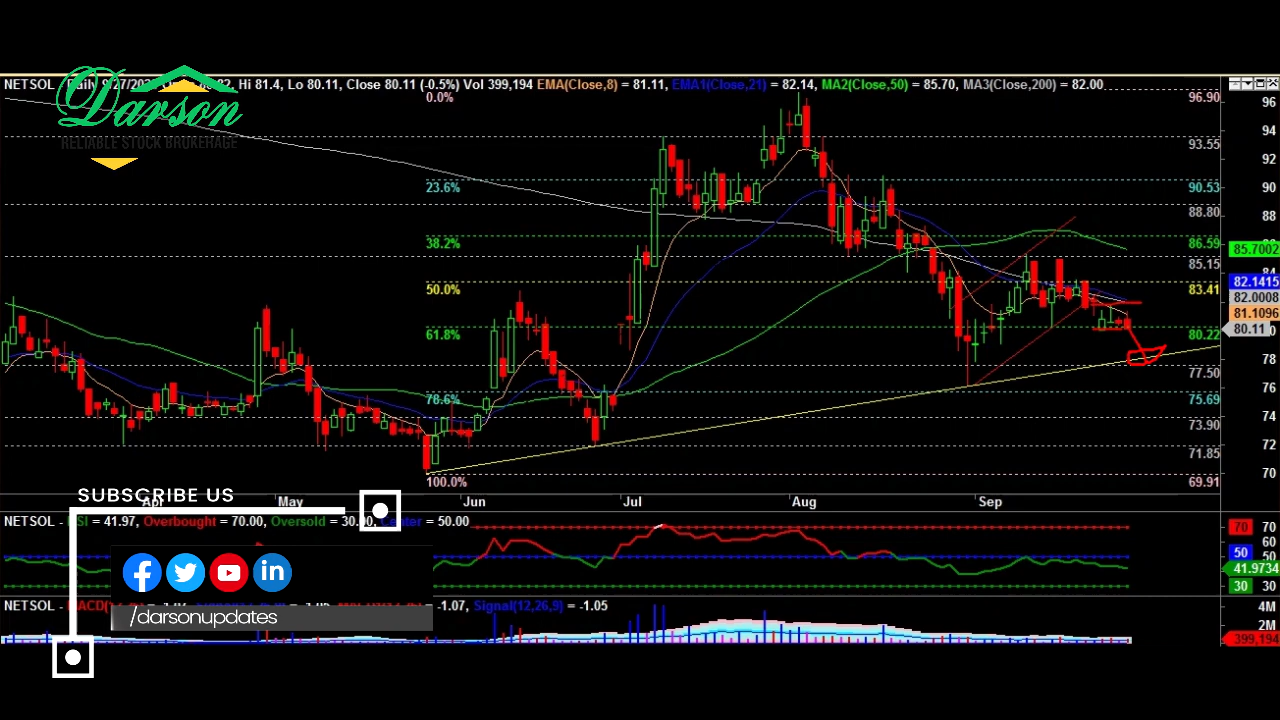 Darson
RELIABLE STOCK BROKERAGE
Hi 81.4, Lo 80.11, Close 80.11 (-0.5%) Vol 399,194 EMA(Close,8) = 81.11, EMA1(Close,21) = 82.14, MA2(Close,50) = 85.70, MA3(Close,200) = 82.00
NETSOL
0.0%
96.90
96
94
93.55
92
23.6%
90.53
90
88.80
88
38.2%
86.59
85.7002
85.15
84
50.0%
83.41
82.1415
82.0008
81.1096
61.8%
80.22
80.11
78
77.50
76
78.6%
75.69
74
73.90
72
71.85
70
100.0%
69.91
SUBSCRIBE US
Apr
May
Jun
Jul
Aug
Sep
NETSOL - RSI = 41.97, Overbought = 70.00, Oversold = 30.00, Center = 50.00
70
60
50
50
41.9734
30
NETSOL -
= -1.07, Signal(12,26,9) = -1.05
4M
2M
399,194
/darsonupdates